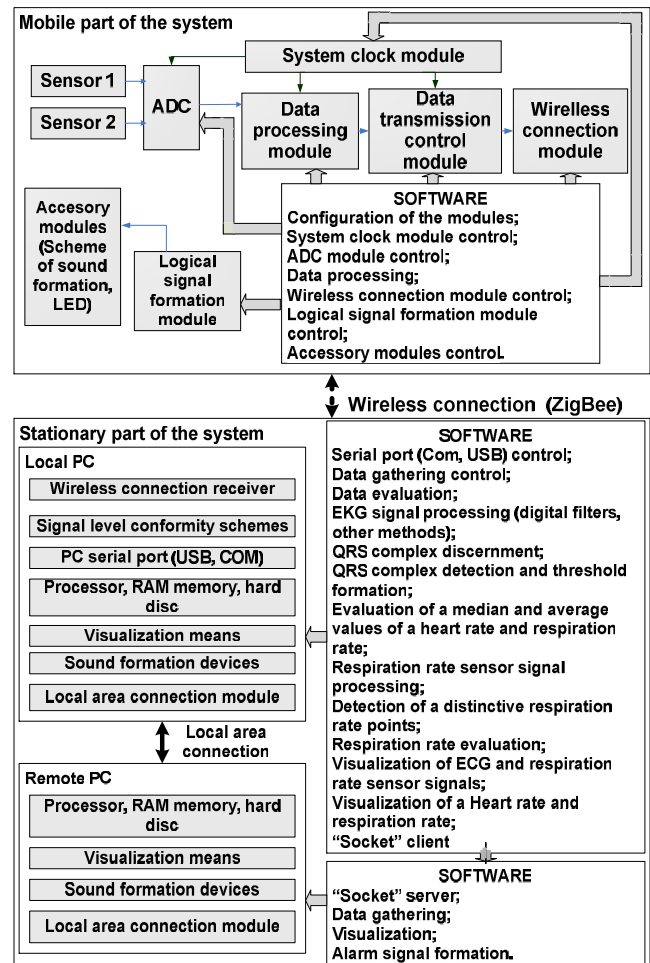 Mobile part of the system
System clock module
Sensor 1
Sensor 2
ADC
Data
processing
module
Data
transmission
control
module
Wirelless
connection
module
Accesory
modules
(Scheme
of sound
formation,
LED)
Logical
signal
formation
module
SOFTWARE
Configuration of the modules;
System clock module control;
ADC module control;
Data processing;
Wireless connection module control;
Logical signal formation module
control;
Accessory modules control.
Wireless connection (ZigBee)
Stationary part of the system
Local PC
Wireless connection receiver
Signal level conformity schemes
PC serial port (USB, COM)
Processor, RAM memory, hard
disc
Visualization means
Sound formation devices
Local area connection module
Local area
connection
Remote PC
Processor, RAM memory, hard
disc
Visualization means
Sound formation devices
Local area connection module
SOFTWARE
Serial port (Com, USB) control;
Data gathering control;
Data evaluation;
EKG signal processing (digital filters,
other methods);
QRS complex discernment;
QRS complex detection and threshold
formation;
Evaluation of a median and average
values of a heart rate and respiration
rate;
Respiration rate sensor signal
processing;
Detection of a distinctive respiration
rate points;
Respiration rate evaluation;
Visualization of ECG and respiration
rate sensor signals;
Visualization of a Heart rate and
respiration rate;
“Socket” client
SOFTWARE
“Socket” server;
Data gathering;
Visualization;
Alarm signal formation.